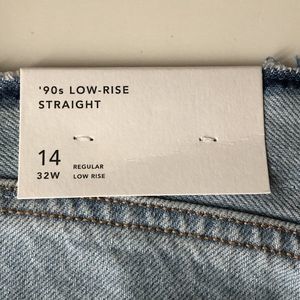 '90s LOW-RISE
STRAIGHT
14
32W
REGULAR
LOW RISE